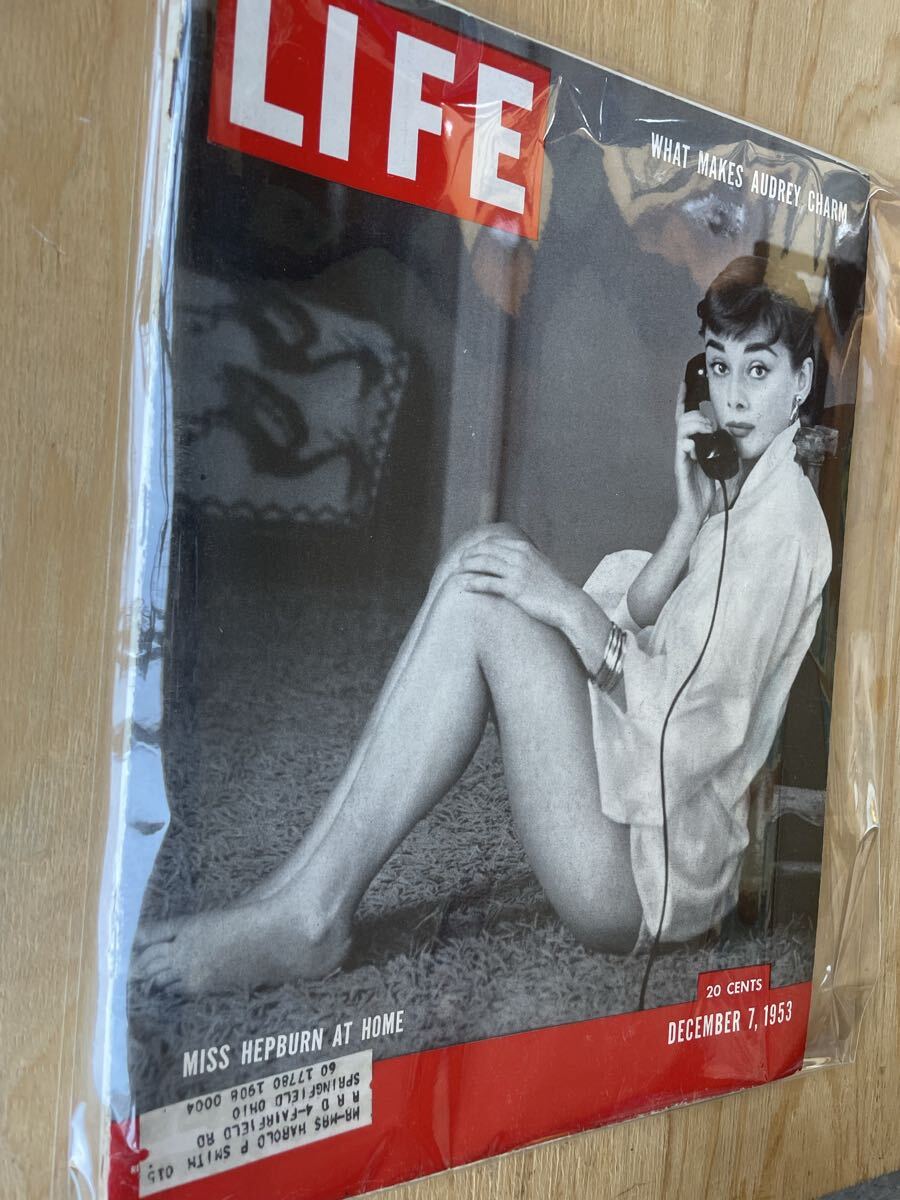 LIFE
WHAT MAKES AUDREY CHARM
MISS HEPBURN AT HOME
20 CENTS
DECEMBER 7, 1953
MR-MRS HAROLD P SMITH 015
R R D 4-FAIRFIELD RD
SPRINGFIELD OHIO
60 17780 1908 0004